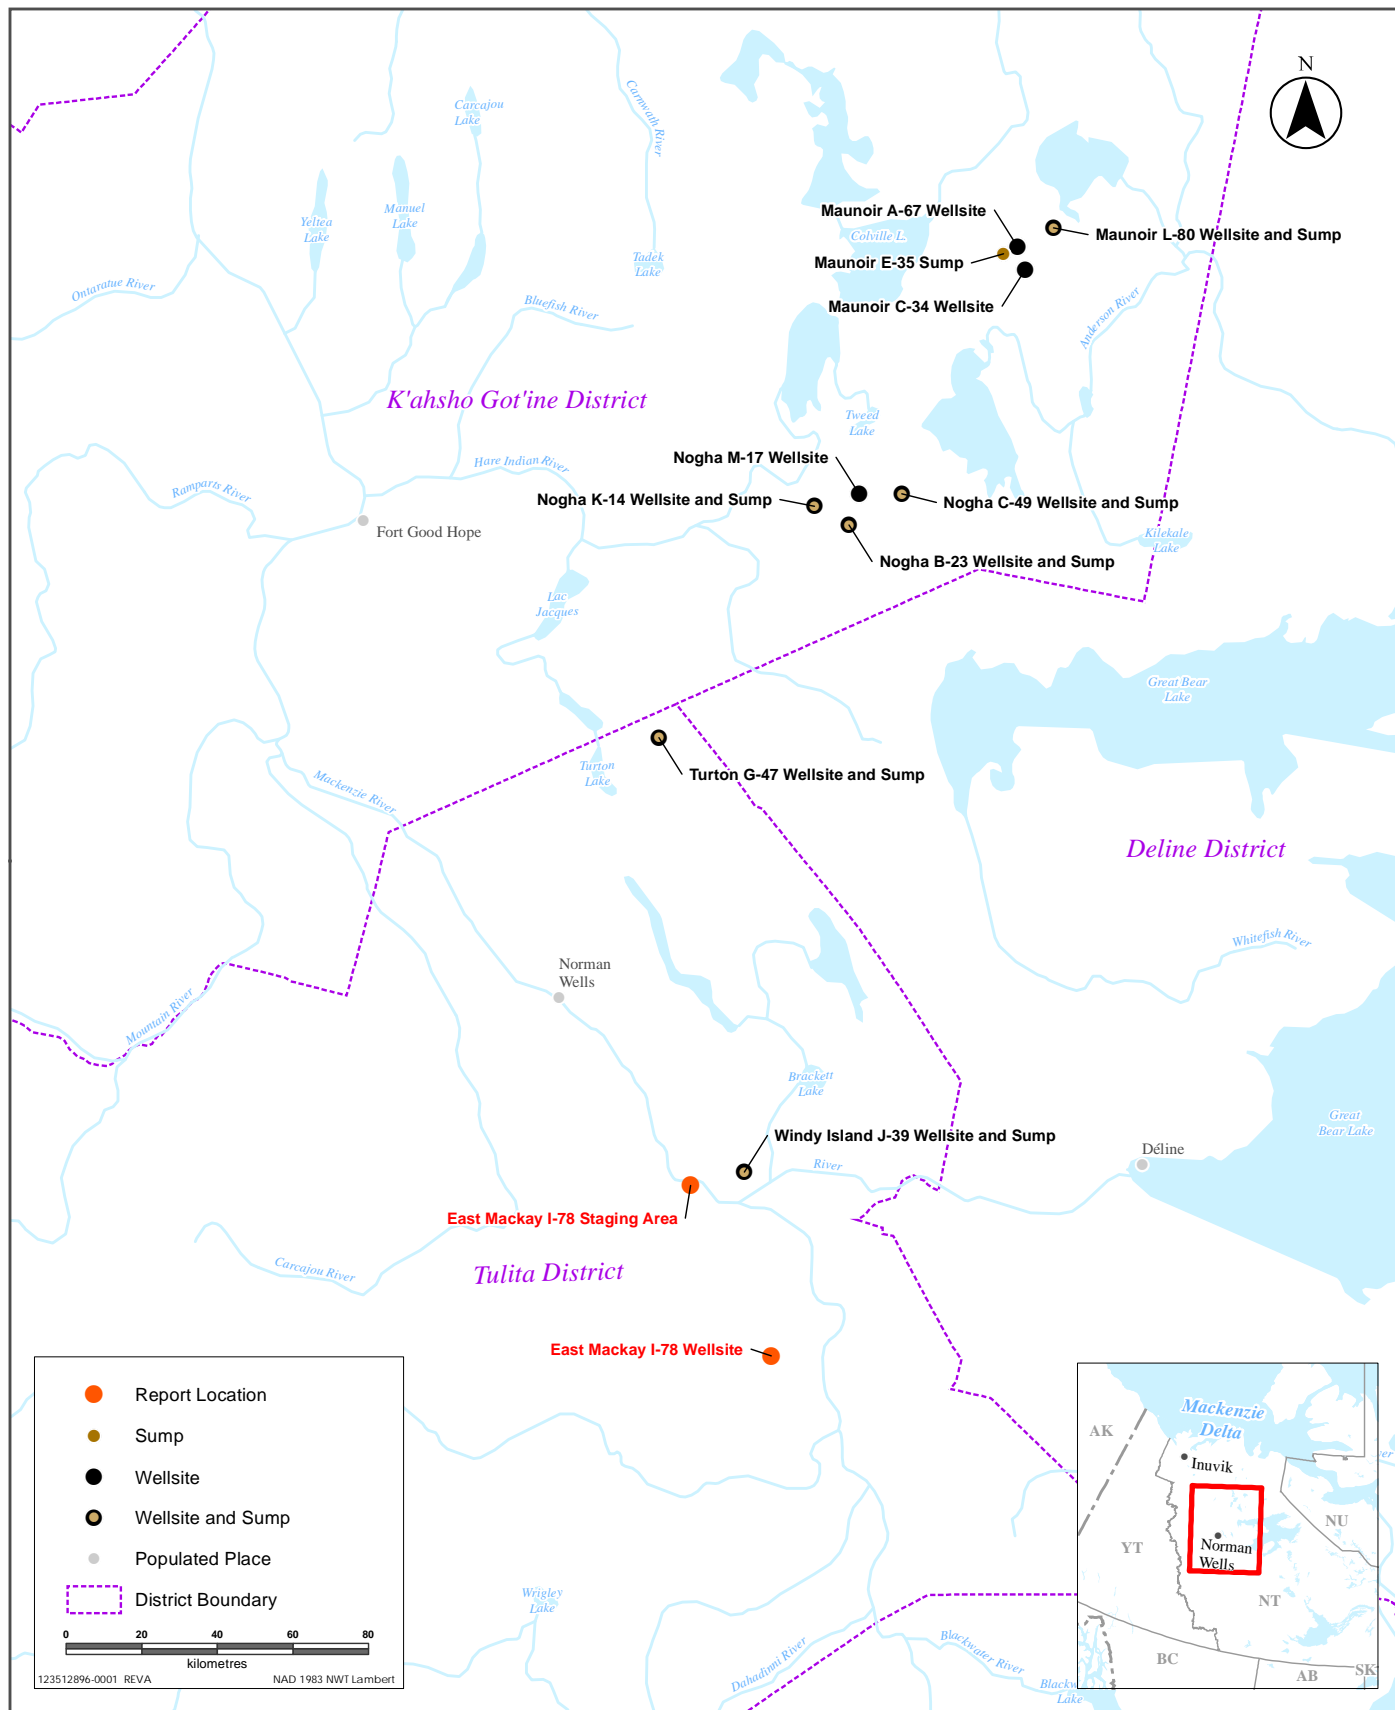 N
Carcajou
Lake
Carnwath River
Manuel
Lake
Yeltea
Lake
Maunoir A-67 Wellsite
Colville L.
Maunoir L-80 Wellsite and Sump
Tadek
Lake
Maunoir E-35 Sump
Ontaratue River
Bluefish River
Maunoir C-34 Wellsite
Anderson River
K'ahsho Got'ine District
Tweed
Lake
Nogha M-17 Wellsite
Hare Indian River
Ramparts River
Nogha K-14 Wellsite and Sump
Nogha C-49 Wellsite and Sump
Fort Good Hope
Kilekale
Lake
Nogha B-23 Wellsite and Sump
Lac
Jacques
Great Bear
Lake
Turton
Lake
Turton G-47 Wellsite and Sump
Mackenzie River
Deline District
Whitefish River
Norman
Wells
Mountain River
Brackett
Lake
Great
Bear Lake
Windy Island J-39 Wellsite and Sump
Déline
River
East Mackay I-78 Staging Area
Carcajou River
Tulita District
East Mackay I-78 Wellsite
Report Location
Sump
Wellsite
Wellsite and Sump
Populated Place
District Boundary
0 20 40 60 80
kilometres
123512896-0001 REVA NAD 1983 NWT Lambert
Wrigley
Lake
Dahadinni River
Blackwater River
Lake
Mackenzie
Delta
AK
Inuvik
NU
YT
Norman
Wells
NT
BC
AB
SK